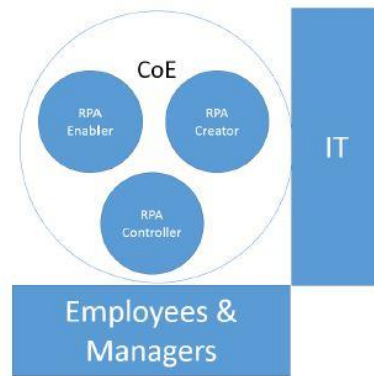 CoE
RPA
Enabler
RPA
Creator
RPA
Controller
IT
Employees &
Managers